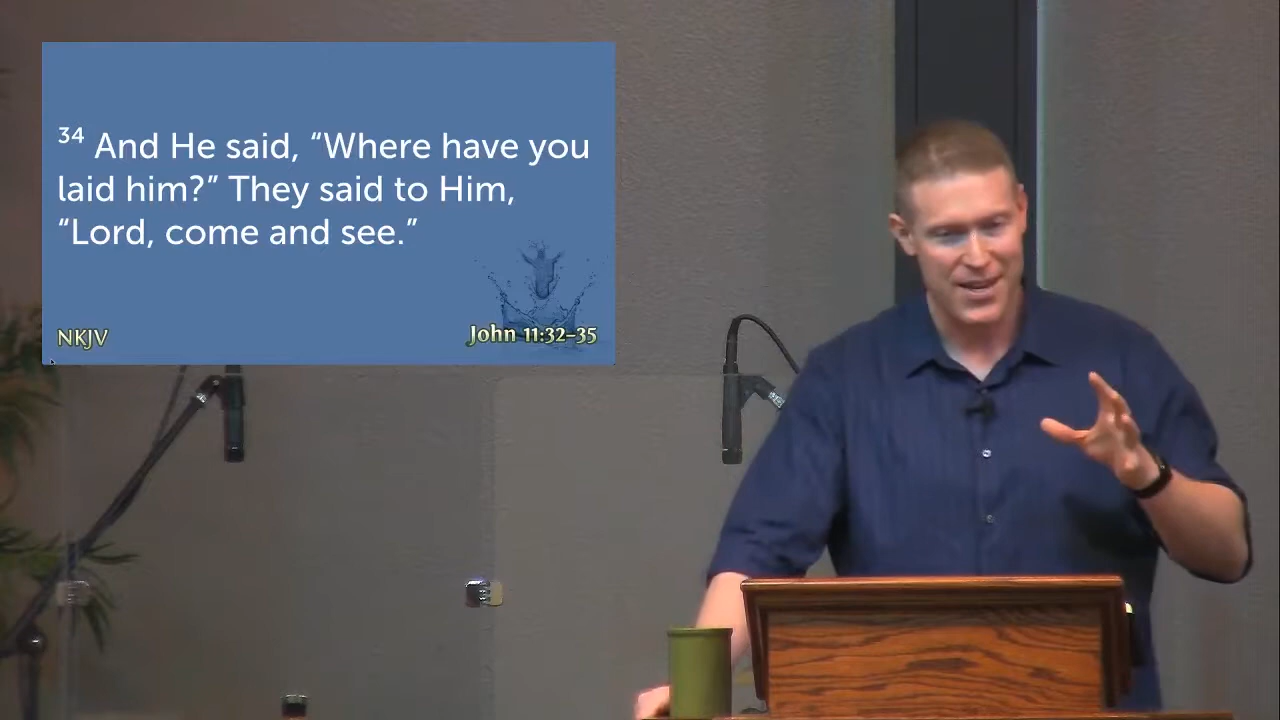 34 And He said, “Where have you
laid him?” They said to Him,
“Lord, come and see.”
NKJV
John 11:32–35